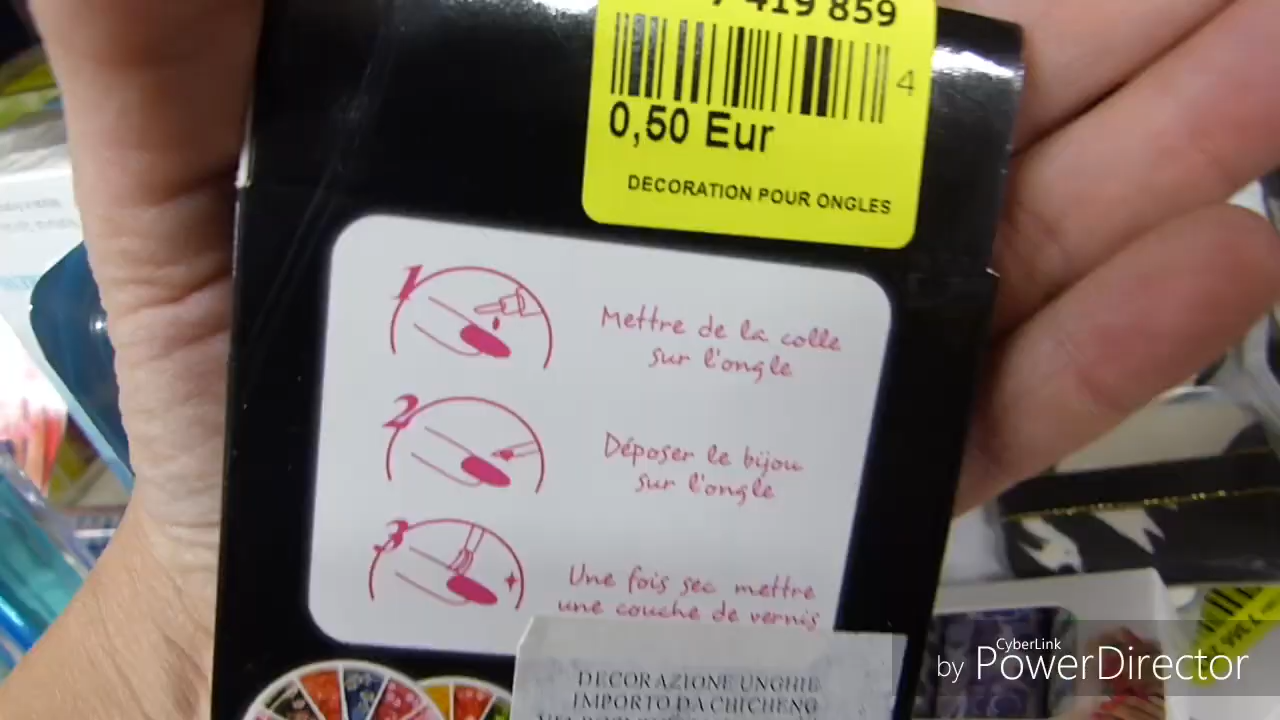 419 859
4
0,50 Eur
DECORATION POUR ONGLES
1
Mettre de la colle
sur l'ongle
2
Déposer le bijou
sur l'ongle
3
Une fois sec mettre
une couche de vernis
DECORAZIONE UNGHIE
IMPORTO DA CHICHENG
CyberLink
by PowerDirector